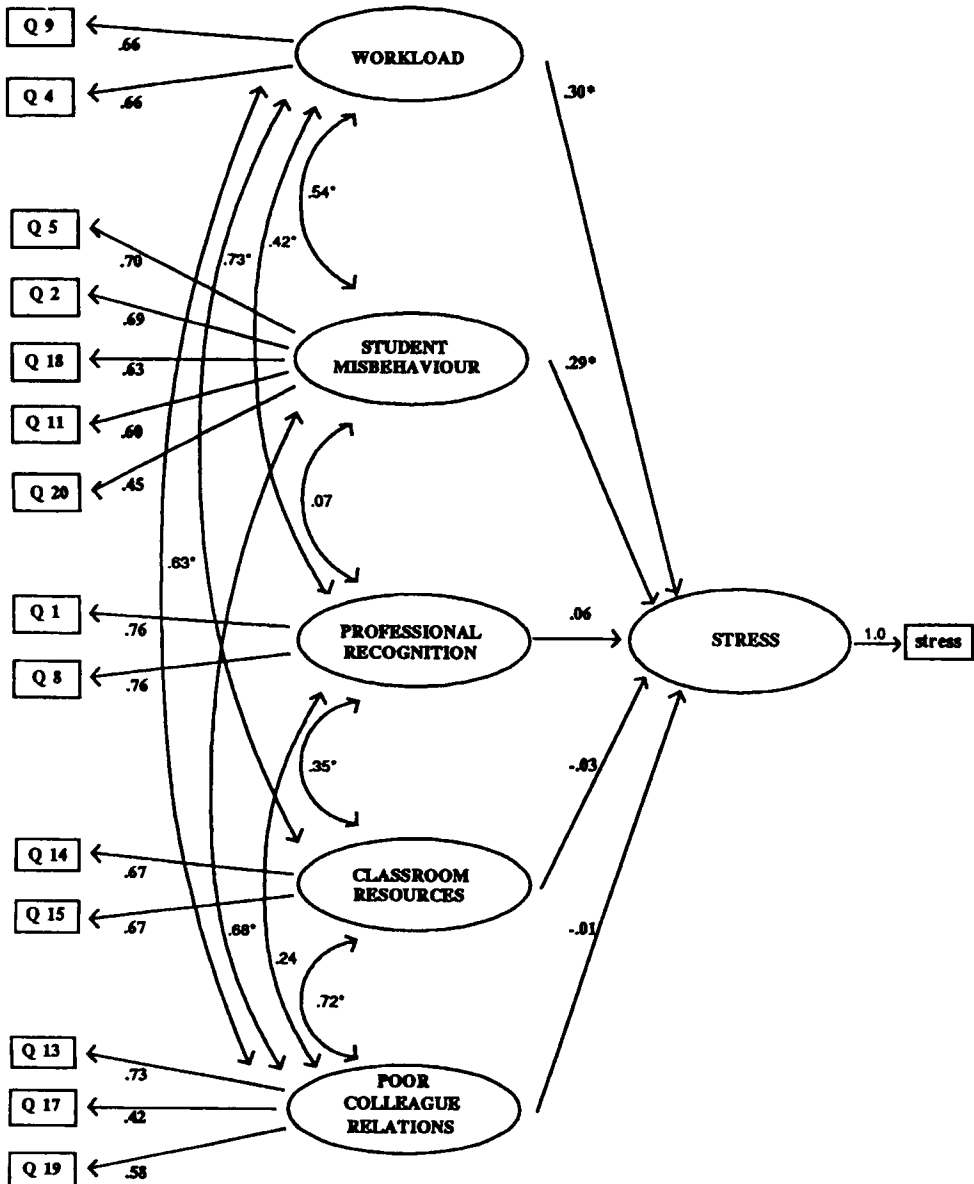 Q 9
.66
WORKLOAD
Q 4
.66
.30*
.54*
Q 5
.70
.73*
.42*
Q 2
.69
STUDENT
MISBEHAVIOUR
Q 18
.63
.29*
Q 11
.60
Q 20
.45
.07
.63*
Q 1
.76
PROFESSIONAL
RECOGNITION
.06
STRESS
1.0
stress
Q 8
.76
.35*
-.03
Q 14
.67
CLASSROOM
RESOURCES
Q 15
.67
.68*
.24
-.01
.72*
Q 13
.73
POOR
COLLEAGUE
RELATIONS
Q 17
.42
Q 19
.58